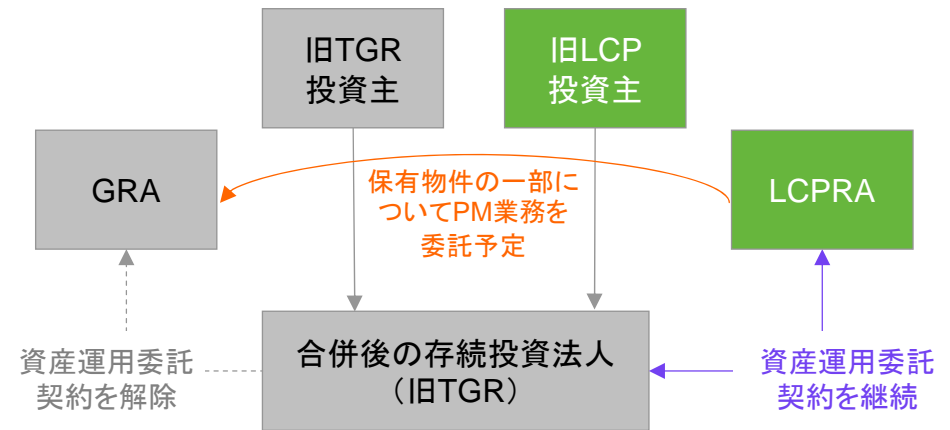 旧TGR
投資主
旧LCP
投資主
GRA
保有物件の一部に
ついてPM業務を
委託予定
LCPRA
資産運用委託
契約を解除
合併後の存続投資法人
（旧TGR）
資産運用委託
契約を継続